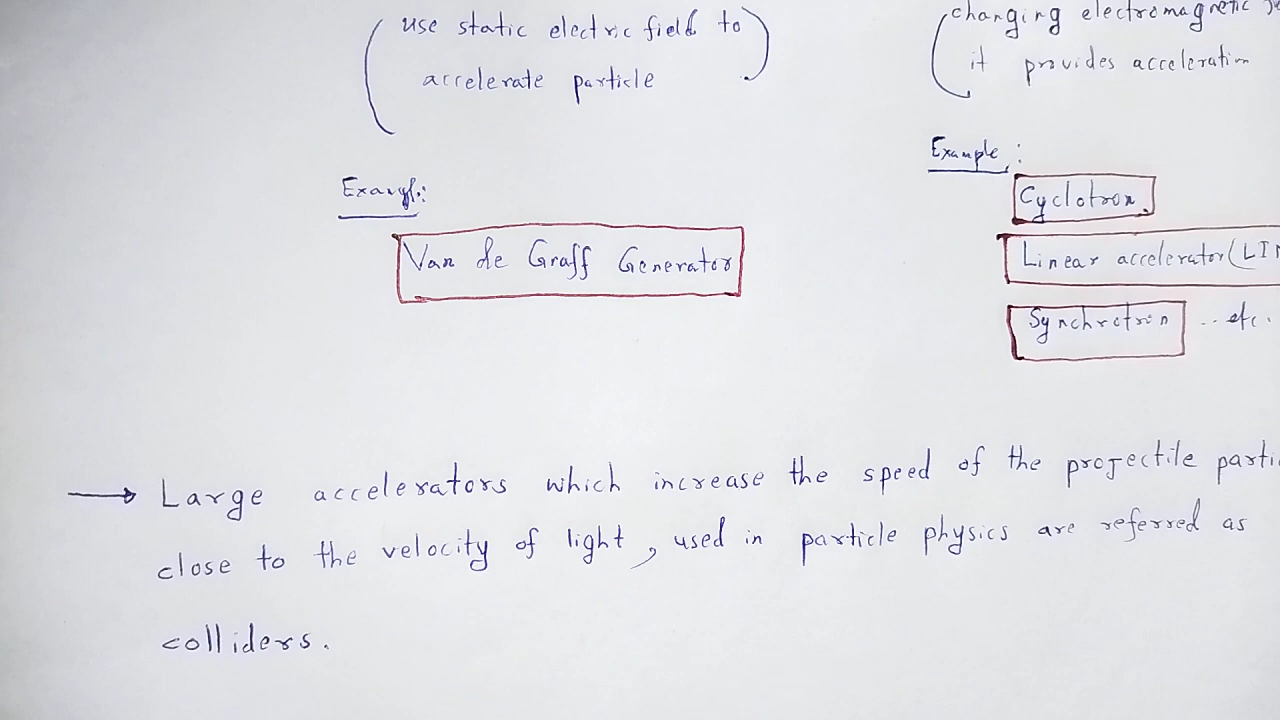 use static electric field to
accelerate particle
Example:
Van de Graff Generator
changing electromagnetic
it provides acceleration
Example:
Cyclotron
Linear accelerator (LIN
Synchrotron ... etc.
→ Large accelerators which increase the speed of the projectile parti
close to the velocity of light, used in particle physics are referred as
colliders.